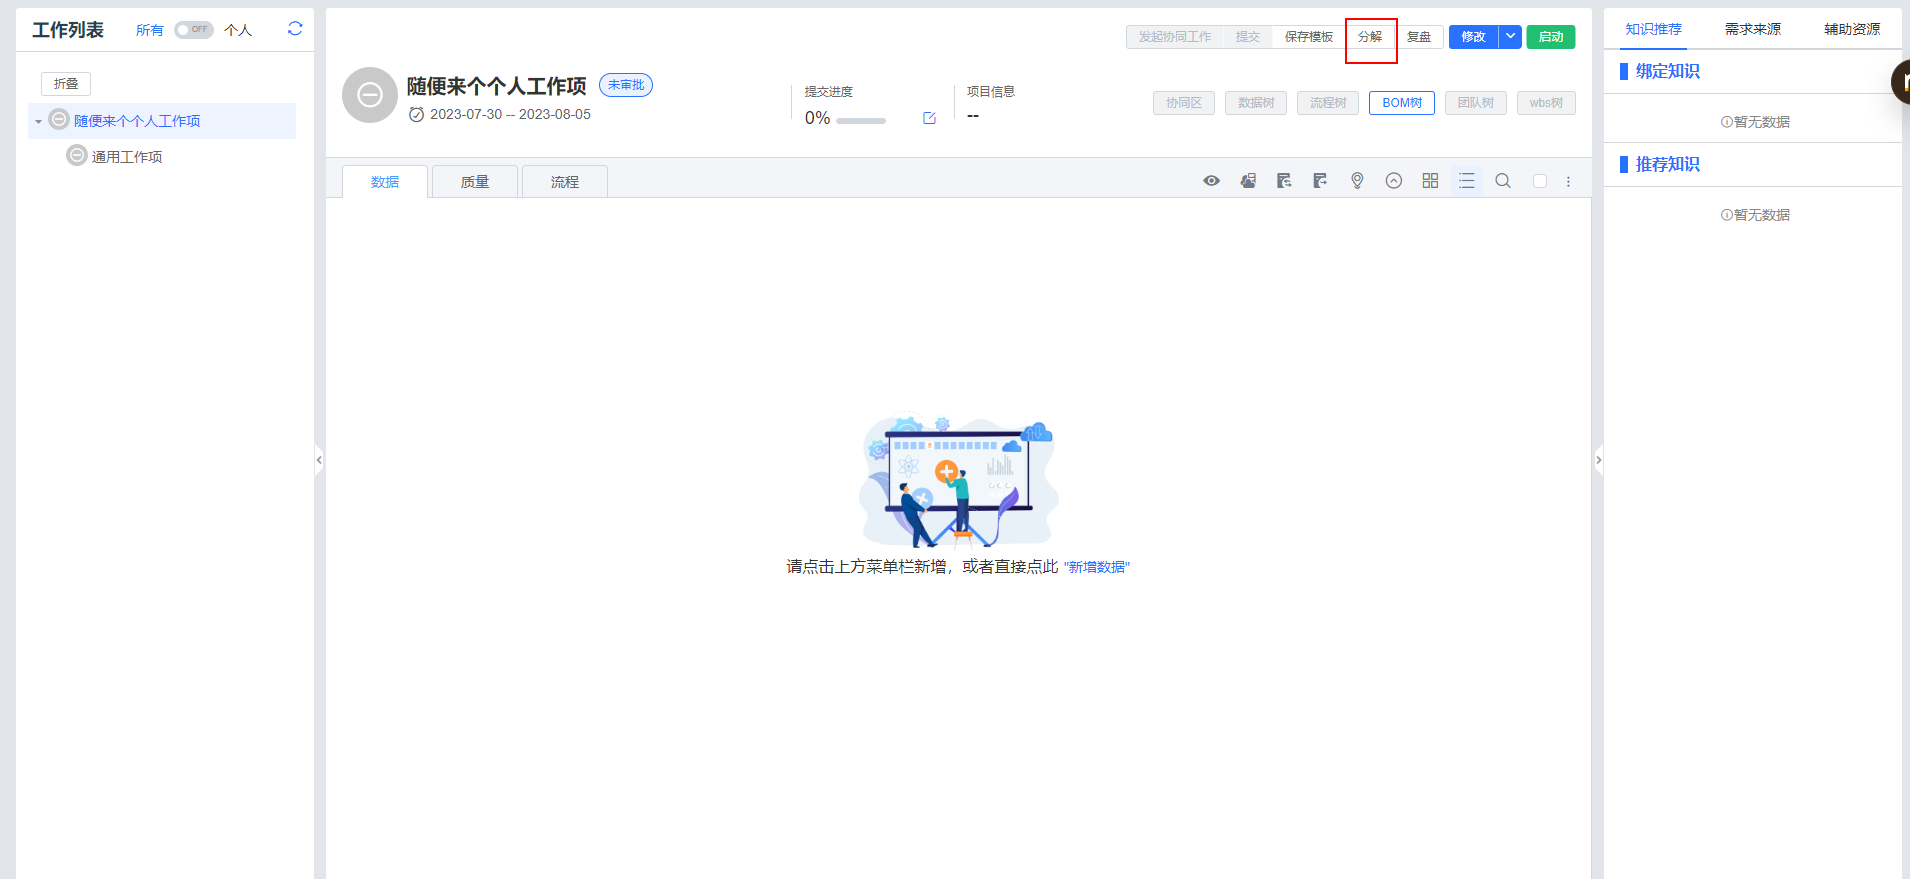 工作列表 所有 OFF 个人
折叠
随便来个个人工作项
通用工作项
发起协同工作 提交 保存模板 分解 复盘 修改 启动
随便来个个人工作项 未审批
2023-07-30 -- 2023-08-05
提交进度
0%
项目信息
--
协同区 数据树 流程树 BOM树 团队树 wbs树
数据 质量 流程
请点击上方菜单栏新增，或者直接点此 "新增数据"
知识推荐 需求来源 辅助资源
绑定知识
暂无数据
推荐知识
暂无数据